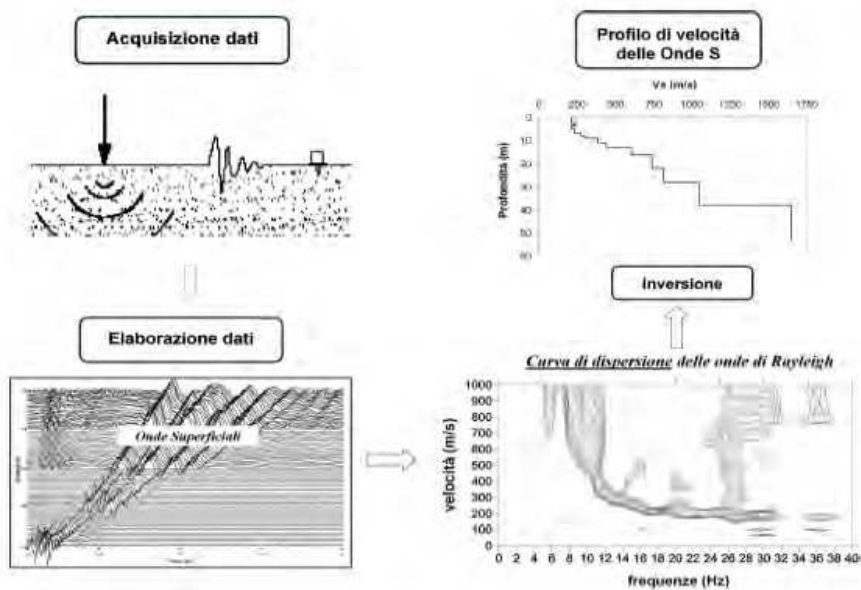 Acquisizione dati
Profilo di velocità
delle Onde S
Vs (m/s)
0 250 500 750 1000 1250 1500 1750
0
10
20
30
40
50
60
Profondità (m)
Inversione
Elaborazione dati
Onde Superficiali
Curva di dispersione delle onde di Rayleigh
1000
900
800
700
600
500
400
300
200
100
0
velocità (m/s)
0 2 4 6 8 10 12 14 16 18 20 22 24 26 28 30 32 34 36 38 40
frequenze (Hz)